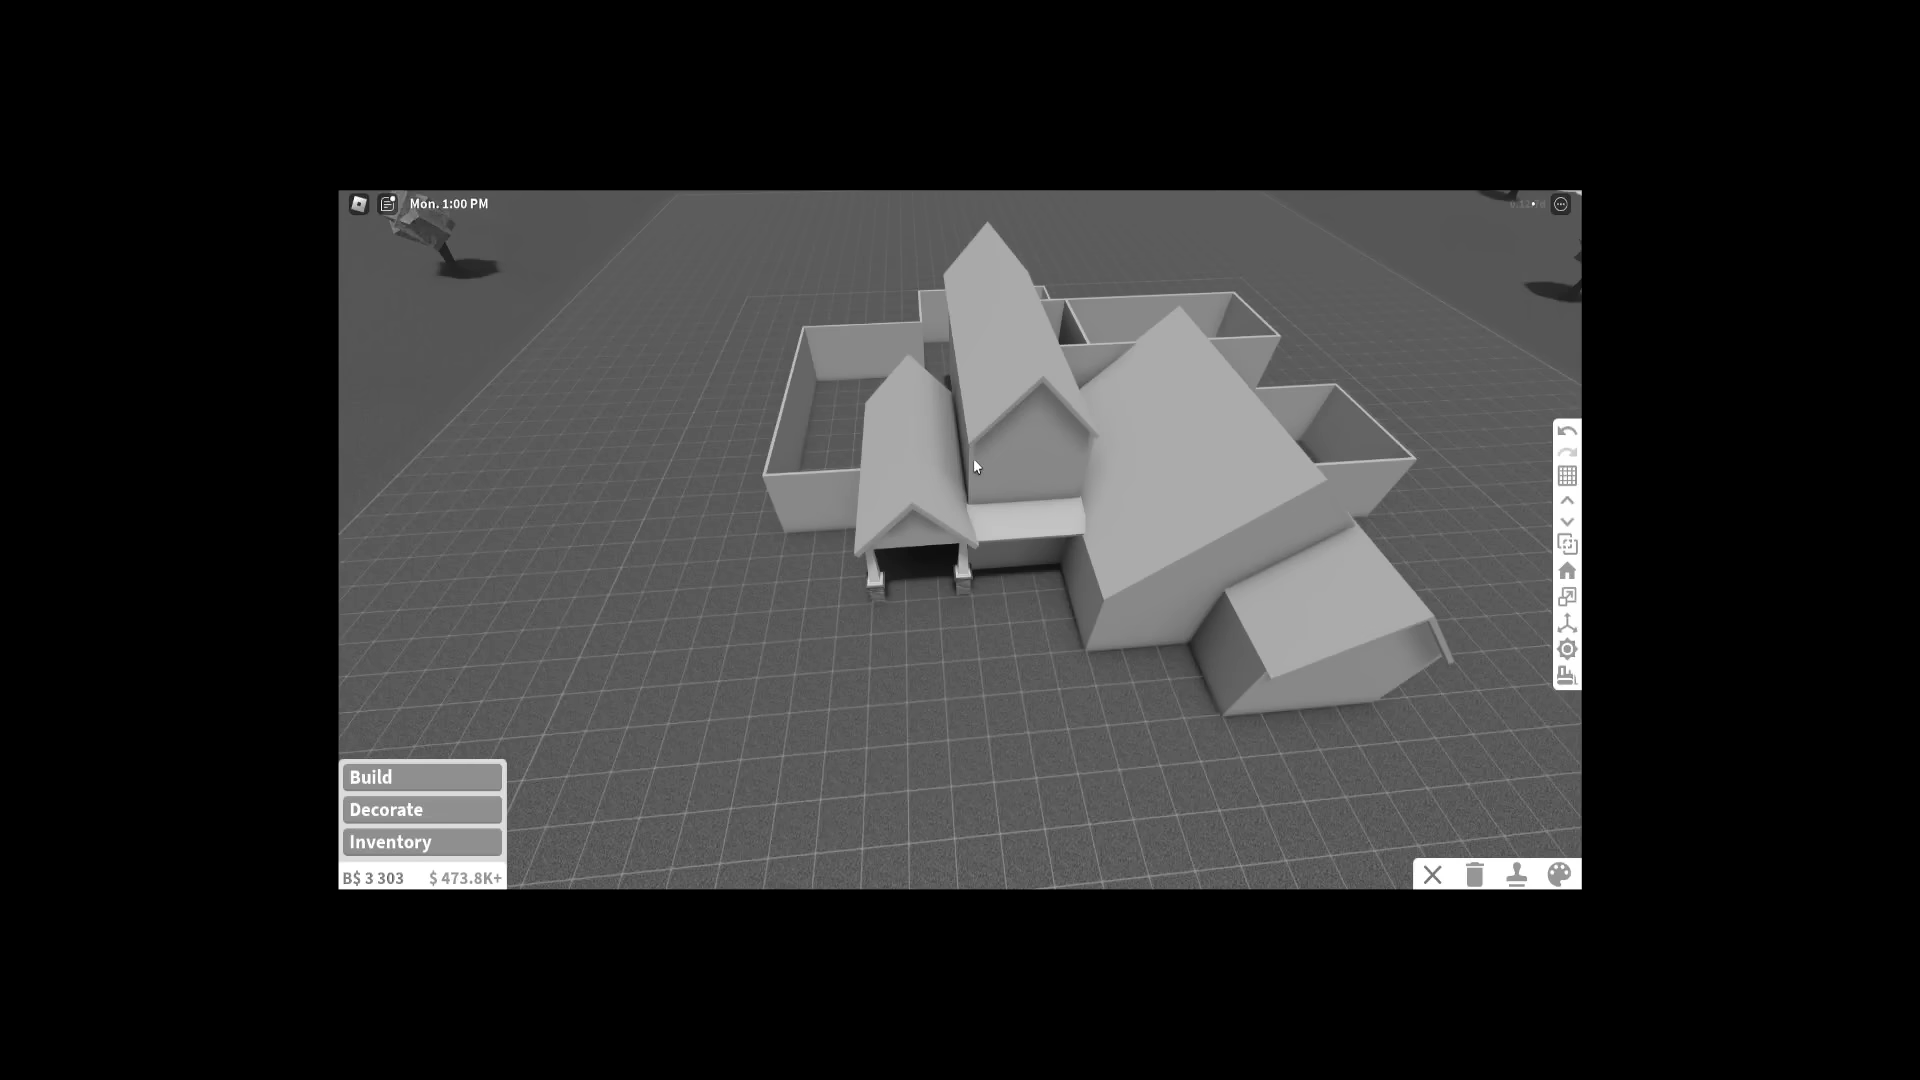 Mon. 1:00 PM
Build
Decorate
Inventory
B$ 3 303 $ 473.8K+